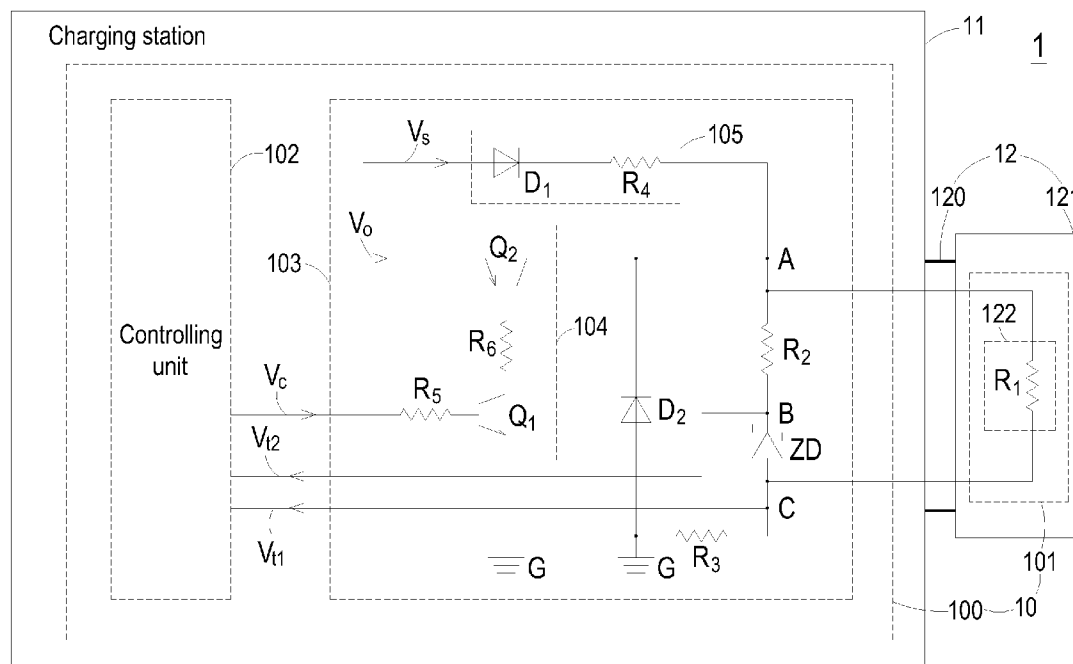 Charging station
11
1
Vs
105
102
D1
R4
12
120
121
Vo
Q2
A
103
104
122
Controlling
unit
R6
R2
R1
Vc
R5
Q1
D2
B
Vt2
ZD
C
Vt1
R3
G
G
101
100
10